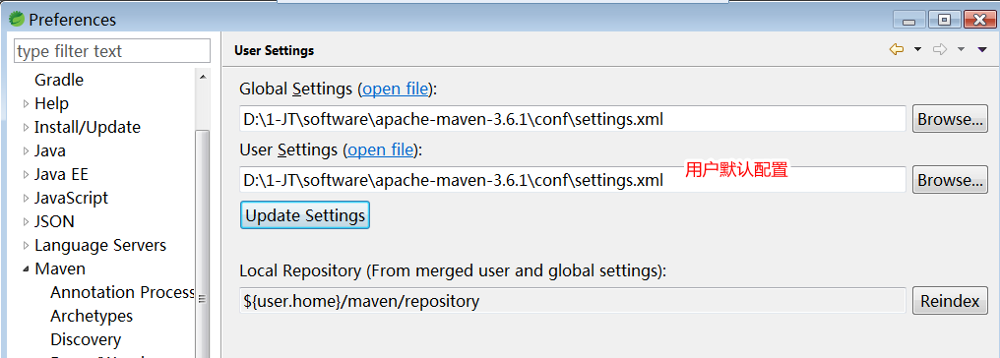 Preferences
type filter text
Gradle
Help
Install/Update
Java
Java EE
JavaScript
JSON
Language Servers
Maven
Annotation Process
Archetypes
Discovery
User Settings
Global Settings (open file):
D:\1-JT\software\apache-maven-3.6.1\conf\settings.xml
Browse...
User Settings (open file):
D:\1-JT\software\apache-maven-3.6.1\conf\settings.xml
用户默认配置
Browse...
Update Settings
Local Repository (From merged user and global settings):
${user.home}/maven/repository
Reindex